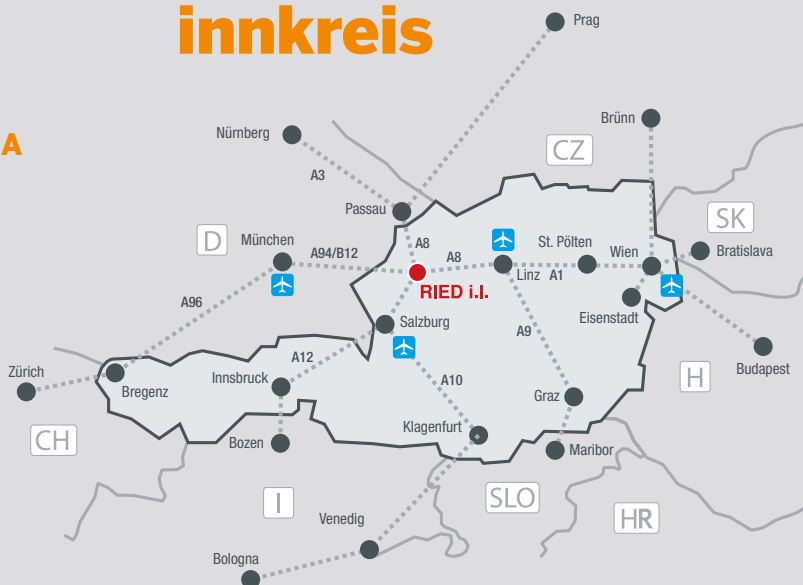 innkreis
Prag
Brünn
A
Nürnberg
CZ
A3
Passau
SK
D
München
A94/B12
A8
A8
St. Pölten
Wien
Bratislava
Linz
A1
RIED i.I.
A96
Eisenstadt
Salzburg
A9
Zürich
A12
Budapest
Bregenz
Innsbruck
A10
H
Graz
CH
Bozen
Klagenfurt
Maribor
I
SLO
HR
Venedig
Bologna